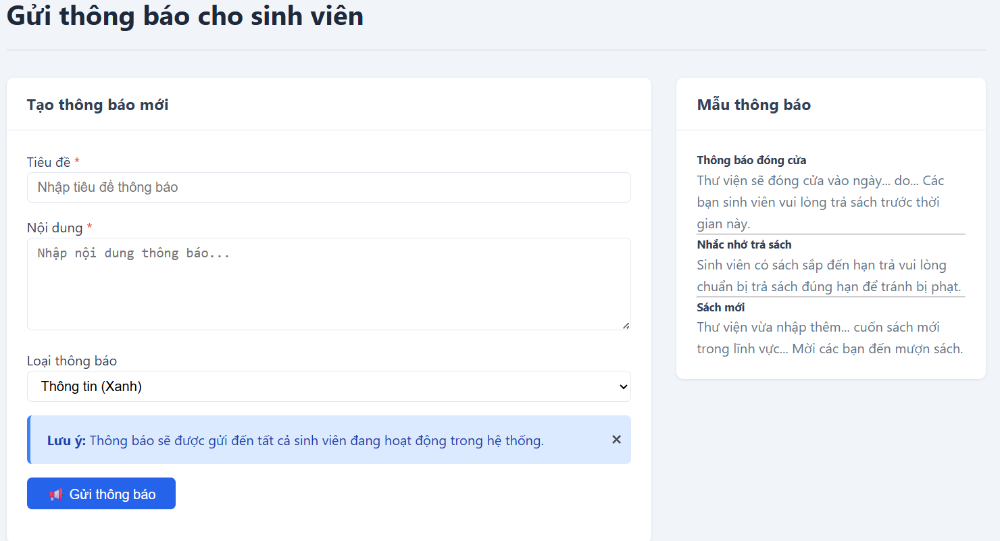 Gửi thông báo cho sinh viên
Tạo thông báo mới
Tiêu đề *
Nhập tiêu đề thông báo
Nội dung *
Nhập nội dung thông báo...
Loại thông báo
Thông tin (Xanh)
Lưu ý: Thông báo sẽ được gửi đến tất cả sinh viên đang hoạt động trong hệ thống.
Gửi thông báo
Mẫu thông báo
Thông báo đóng cửa
Thư viện sẽ đóng cửa vào ngày... do... Các
bạn sinh viên vui lòng trả sách trước thời
gian này.
Nhắc nhở trả sách
Sinh viên có sách sắp đến hạn trả vui lòng
chuẩn bị trả sách đúng hạn để tránh bị phạt.
Sách mới
Thư viện vừa nhập thêm... cuốn sách mới
trong lĩnh vực... Mời các bạn đến mượn sách.